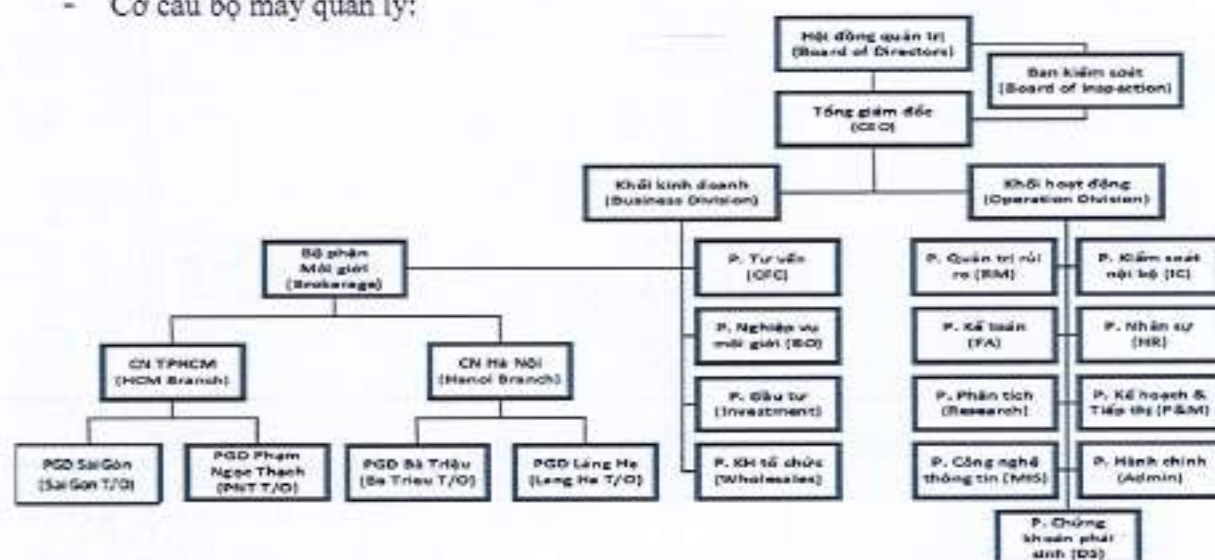 - Cơ cấu bộ máy quản lý:
Hội đồng quản trị
(Board of Directors)
Ban kiểm soát
(Board of Inspection)
Tổng giám đốc
(CEO)
Khối kinh doanh
(Business Division)
Khối hoạt động
(Operation Division)
Bộ phận
Môi giới
(Brokerage)
P. Tư vấn
(CFC)
P. Quản trị rủi
ro (RM)
P. Kiểm soát
nội bộ (IC)
P. Nghiệp vụ
môi giới (BO)
P. Kế toán
(FA)
P. Nhân sự
(HR)
CN TPHCM
(HCM Branch)
CN Hà Nội
(Hanoi Branch)
P. Đầu tư
(Investment)
P. Phân tích
(Research)
P. Kế hoạch &
Tiếp thị (P&M)
PGD Sài Gòn
(Sai Gon T/O)
PGD Phạm
Ngọc Thạch
(PNT T/O)
PGD Bà Triệu
(Ba Trieu T/O)
PGD Láng Hạ
(Lang Ha T/O)
P. KH tổ chức
(Wholesales)
P. Công nghệ
thông tin (MIS)
P. Hành chính
(Admin)
P. Chứng
khoán phái
sinh (DS)